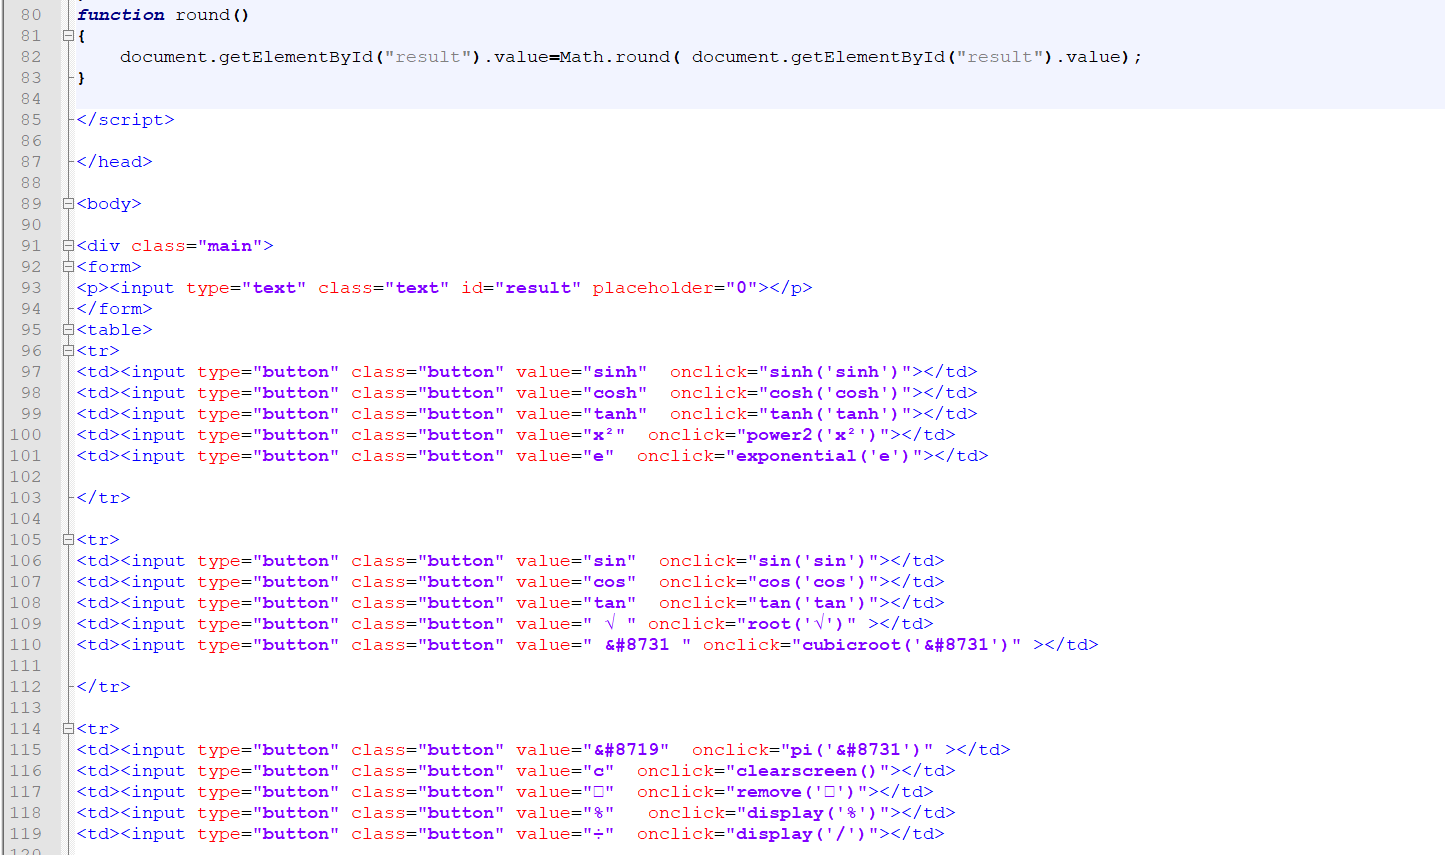 80 function round()
81 {
82 document.getElementById("result").value=Math.round( document.getElementById("result").value);
83 }
84
85 </script>
86
87 </head>
88
89 <body>
90
91 <div class="main">
92 <form>
93 <p><input type="text" class="text" id="result" placeholder="0"></p>
94 </form>
95 <table>
96 <tr>
97 <td><input type="button" class="button" value="sinh"  onclick="sinh('sinh')"></td>
98 <td><input type="button" class="button" value="cosh"  onclick="cosh('cosh')"></td>
99 <td><input type="button" class="button" value="tanh"  onclick="tanh('tanh')"></td>
100 <td><input type="button" class="button" value="x²"  onclick="power2('x²')"></td>
101 <td><input type="button" class="button" value="e"  onclick="exponential('e')"></td>
102
103 </tr>
104
105 <tr>
106 <td><input type="button" class="button" value="sin"  onclick="sin('sin')"></td>
107 <td><input type="button" class="button" value="cos"  onclick="cos('cos')"></td>
108 <td><input type="button" class="button" value="tan"  onclick="tan('tan')"></td>
109 <td><input type="button" class="button" value=" √ " onclick="root('√')" ></td>
110 <td><input type="button" class="button" value=" &#8731 " onclick="cubicroot('&#8731')" ></td>
111
112 </tr>
113
114 <tr>
115 <td><input type="button" class="button" value="&#8719"  onclick="pi('&#8731')" ></td>
116 <td><input type="button" class="button" value="c"  onclick="clearscreen()"></td>
117 <td><input type="button" class="button" value="□"  onclick="remove('□')"></td>
118 <td><input type="button" class="button" value="%"   onclick="display('%')"></td>
119 <td><input type="button" class="button" value="÷"  onclick="display('/')"></td>